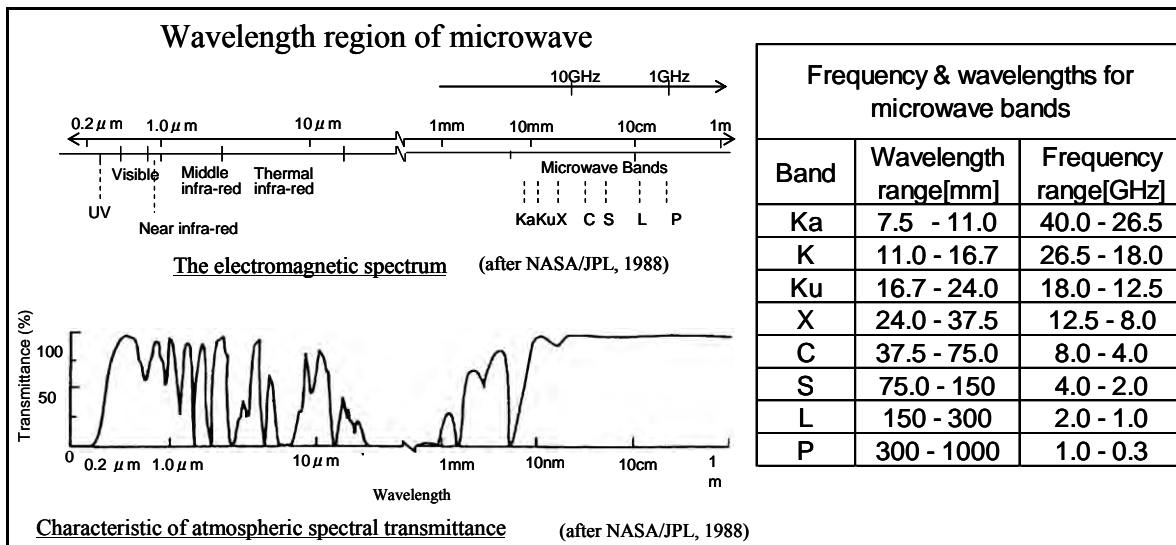 Wavelength region of microwave
10GHz 1GHz
0.2μm 1.0μm 10μm 1mm 10mm 10cm 1m
Visible Middle infra-red Thermal infra-red Microwave Bands
UV Near infra-red Ka Ku X C S L P
The electromagnetic spectrum (after NASA/JPL, 1988)
Transmittance (%)
100
50
0 0.2 μm 1.0μm 10μm 1mm 10nm 10cm 1 m
Wavelength
Characteristic of atmospheric spectral transmittance (after NASA/JPL, 1988)
Frequency & wavelengths for
microwave bands
Band Wavelength range[mm] Frequency range[GHz]
Ka 7.5 - 11.0 40.0 - 26.5
K 11.0 - 16.7 26.5 - 18.0
Ku 16.7 - 24.0 18.0 - 12.5
X 24.0 - 37.5 12.5 - 8.0
C 37.5 - 75.0 8.0 - 4.0
S 75.0 - 150 4.0 - 2.0
L 150 - 300 2.0 - 1.0
P 300 - 1000 1.0 - 0.3